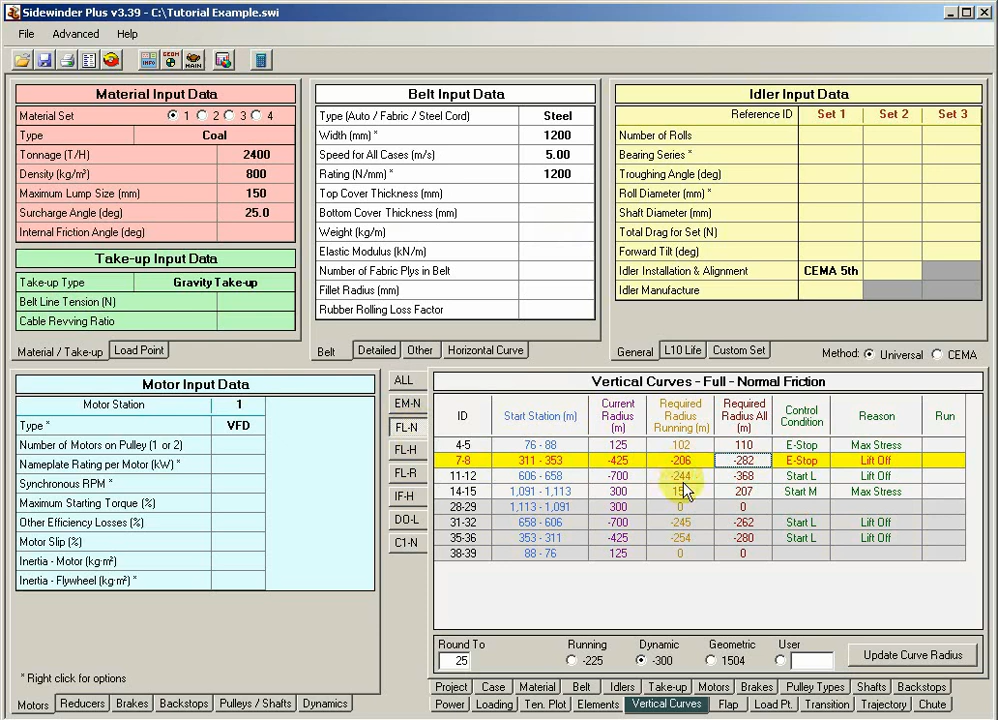 Sidewinder Plus v3.39 - C:\Tutorial Example.swi
File Advanced Help
Material Input Data
Material Set 1 2 3 4
Type Coal
Tonnage (T/H) 2400
Density (kg/m³) 800
Maximum Lump Size (mm) 150
Surcharge Angle (deg) 25.0
Internal Friction Angle (deg)
Take-up Input Data
Take-up Type Gravity Take-up
Belt Line Tension (N)
Cable Revving Ratio
Material / Take-up Load Point
Belt Input Data
Type (Auto / Fabric / Steel Cord) Steel
Width (mm) * 1200
Speed for All Cases (m/s) 5.00
Rating (N/mm) * 1200
Top Cover Thickness (mm)
Bottom Cover Thickness (mm)
Weight (kg/m)
Elastic Modulus (kN/m)
Number of Fabric Plys in Belt
Fillet Radius (mm)
Rubber Rolling Loss Factor
Belt Detailed Other Horizontal Curve
Idler Input Data
Reference ID Set 1 Set 2 Set 3
Number of Rolls
Bearing Series *
Troughing Angle (deg)
Roll Diameter (mm) *
Shaft Diameter (mm)
Total Drag for Set (N)
Forward Tilt (deg)
Idler Installation & Alignment CEMA 5th
Idler Manufacture
General L10 Life Custom Set Method: Universal CEMA
Motor Input Data
Motor Station 1
Type * VFD
Number of Motors on Pulley (1 or 2)
Nameplate Rating per Motor (kW) *
Synchronous RPM *
Maximum Starting Torque (%)
Other Efficiency Losses (%)
Motor Slip (%)
Inertia - Motor (kg·m²)
Inertia - Flywheel (kg·m²) *
* Right click for options
Motors Reducers Brakes Backstops Pulleys / Shafts Dynamics
ALL
EM-N
FL-N
FL-H
FL-R
IF-H
DO-L
C1-N
Vertical Curves - Full - Normal Friction
ID Start Station (m) Current Radius (m) Required Radius Running (m) Required Radius All (m) Control Condition Reason Run
4-5 76 - 88 125 102 110 E-Stop Max Stress
7-8 311 - 353 -425 -206 -282 E-Stop Lift Off
11-12 606 - 658 -700 -244 -368 Start L Lift Off
14-15 1,091 - 1,113 300 207 Start M Max Stress
28-29 1,113 - 1,091 300 0 0
31-32 658 - 606 -700 -245 -262 Start L Lift Off
35-36 353 - 311 -425 -254 -280 Start L Lift Off
38-39 88 - 76 125 0 0
Round To Running Dynamic Geometric User
25 -225 -300 1504 Update Curve Radius
Project Case Material Belt Idlers Take-up Motors Brakes Pulley Types Shafts Backstops
Power Loading Ten. Plot Elements Vertical Curves Flap Load Pt. Transition Trajectory Chute